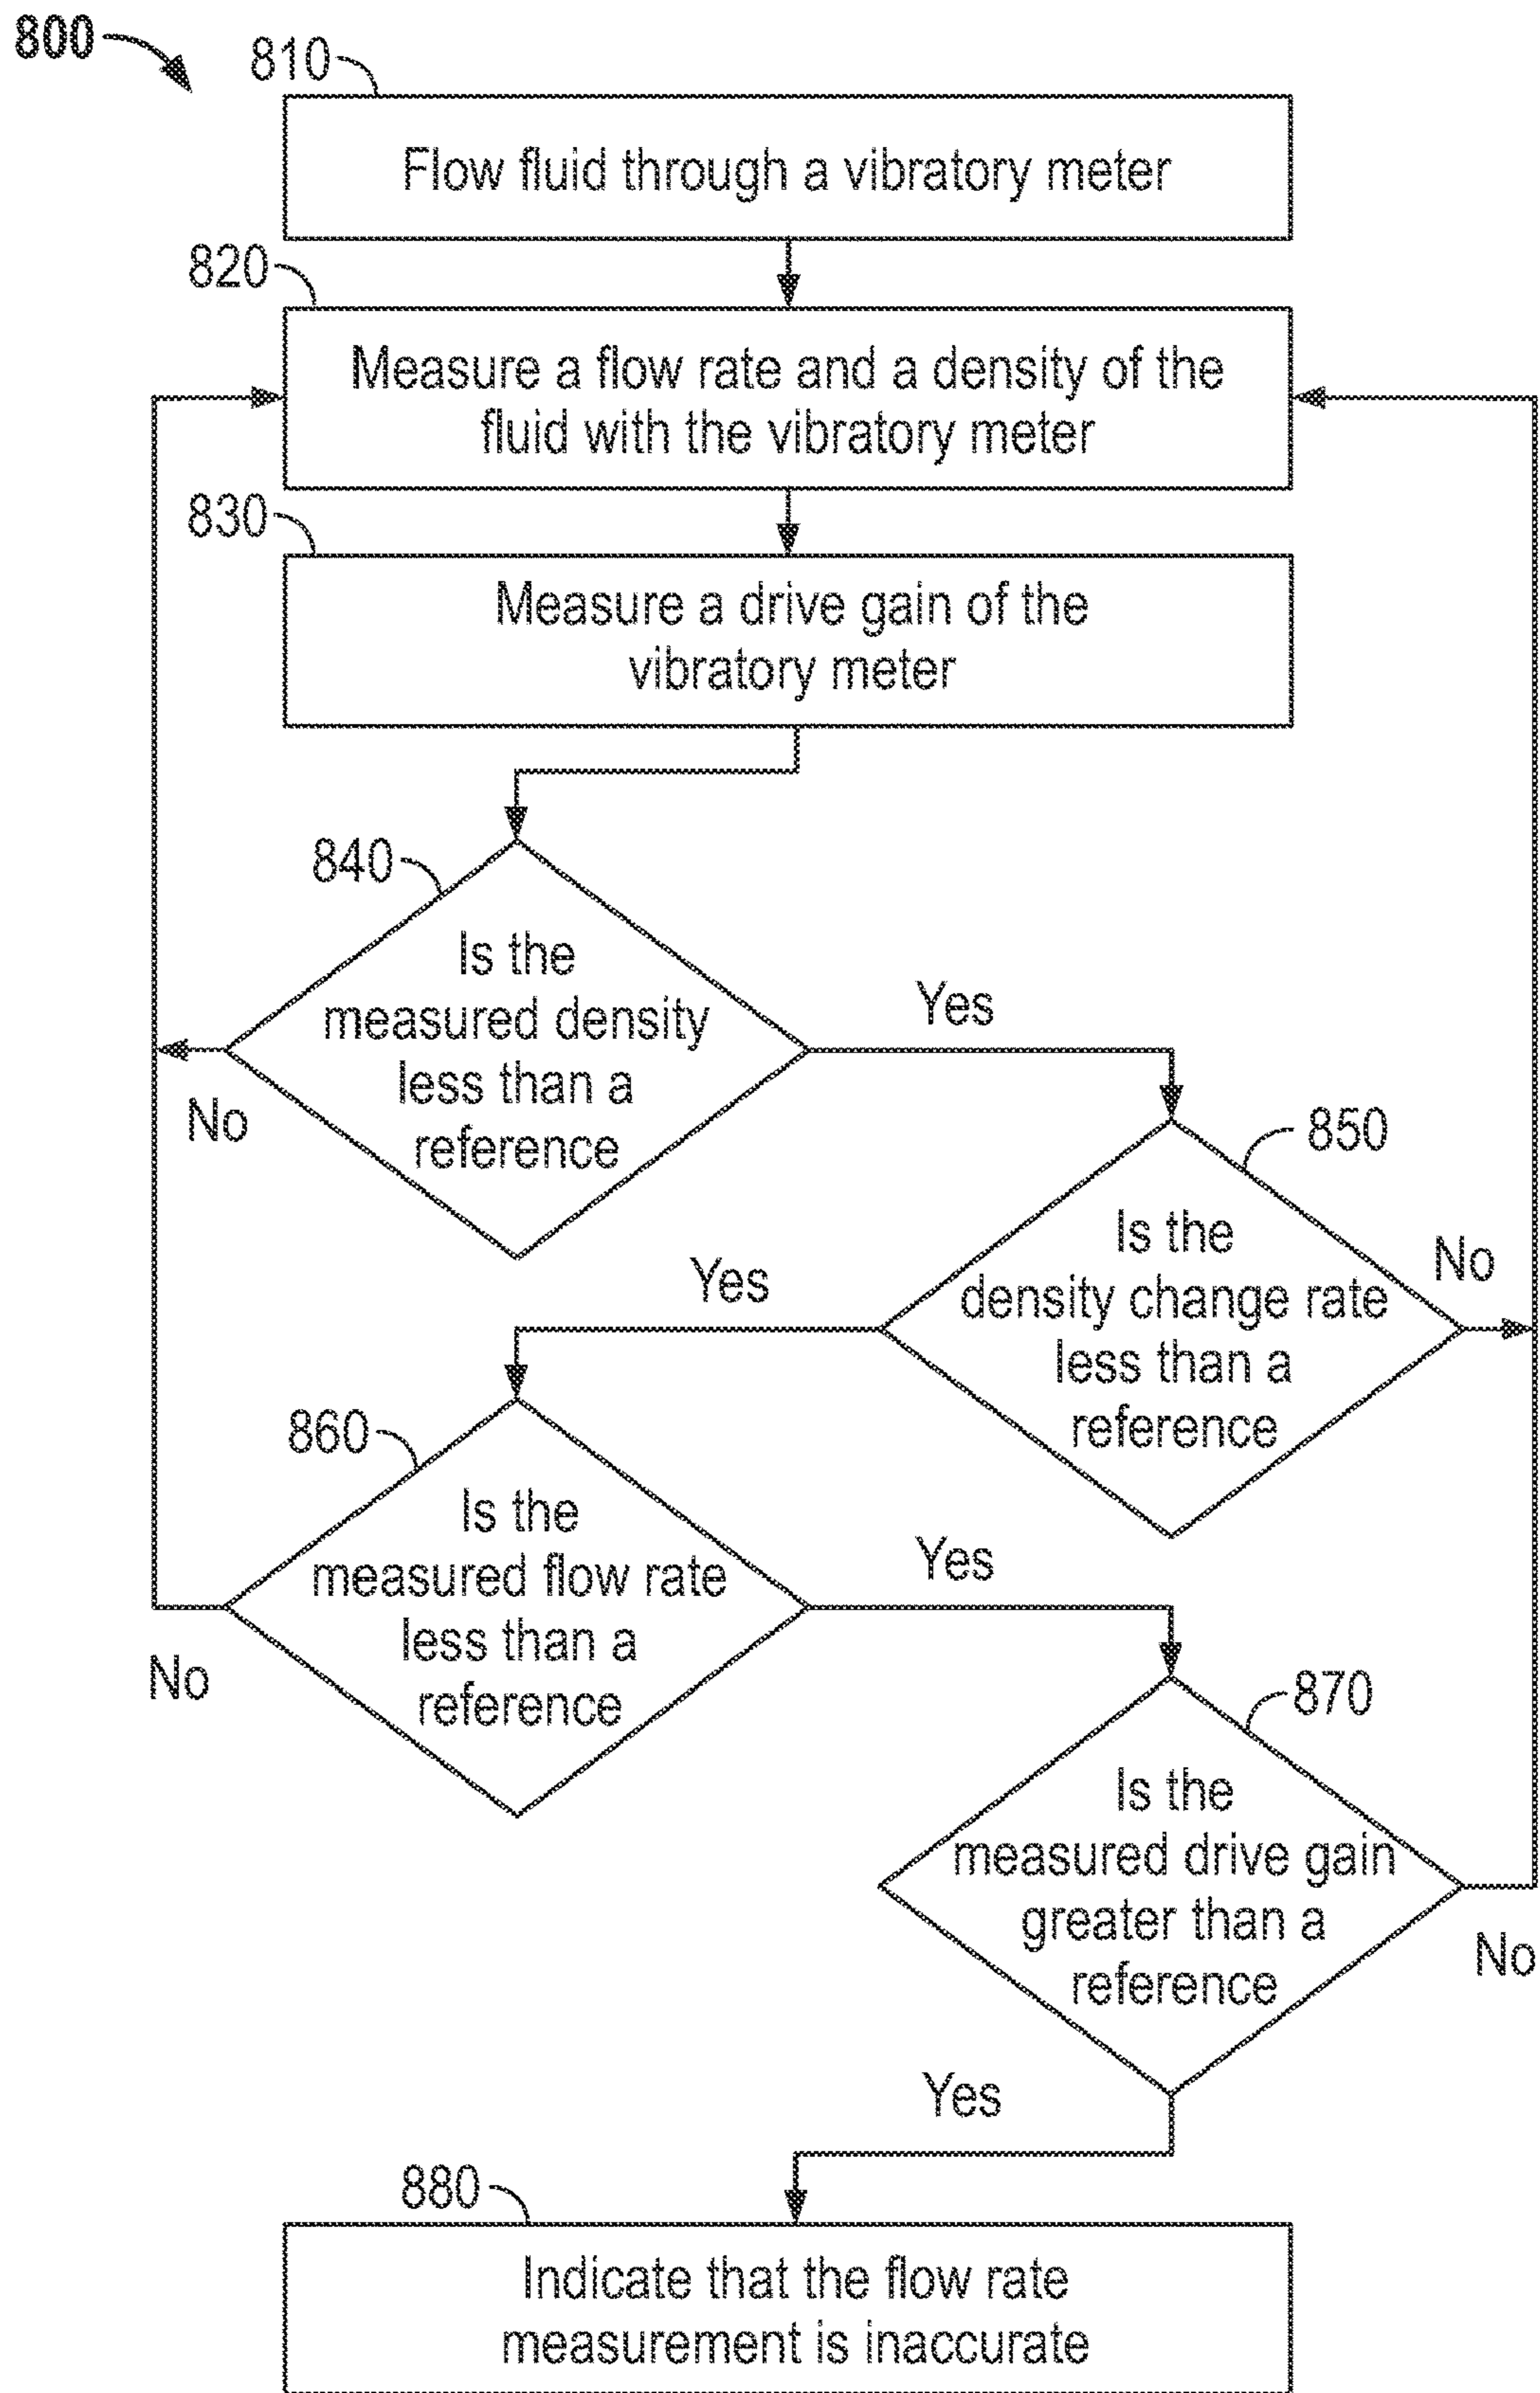 800
810
Flow fluid through a vibratory meter
820
Measure a flow rate and a density of the
fluid with the vibratory meter
830
Measure a drive gain of the
vibratory meter
840
Is the
measured density
less than a
reference
Yes
No
850
Is the
density change rate
less than a
reference
Yes
No
860
Is the
measured flow rate
less than a
reference
Yes
No
870
Is the
measured drive gain
greater than a
reference
No
Yes
880
Indicate that the flow rate
measurement is inaccurate